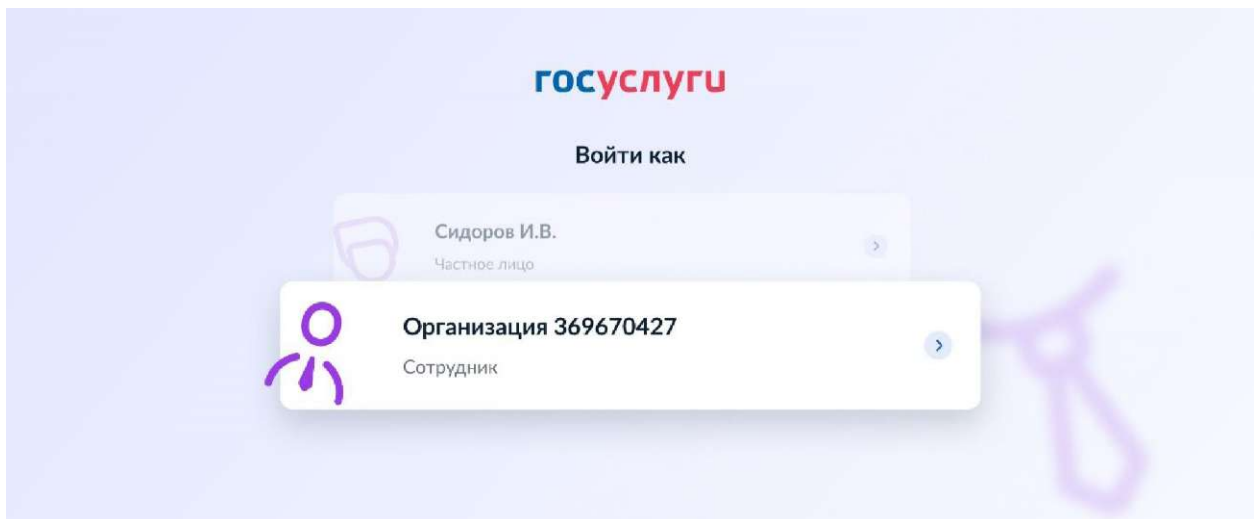 госуслуги
Войти как
Сидоров И.В.
Частное лицо
Организация 369670427
Сотрудник